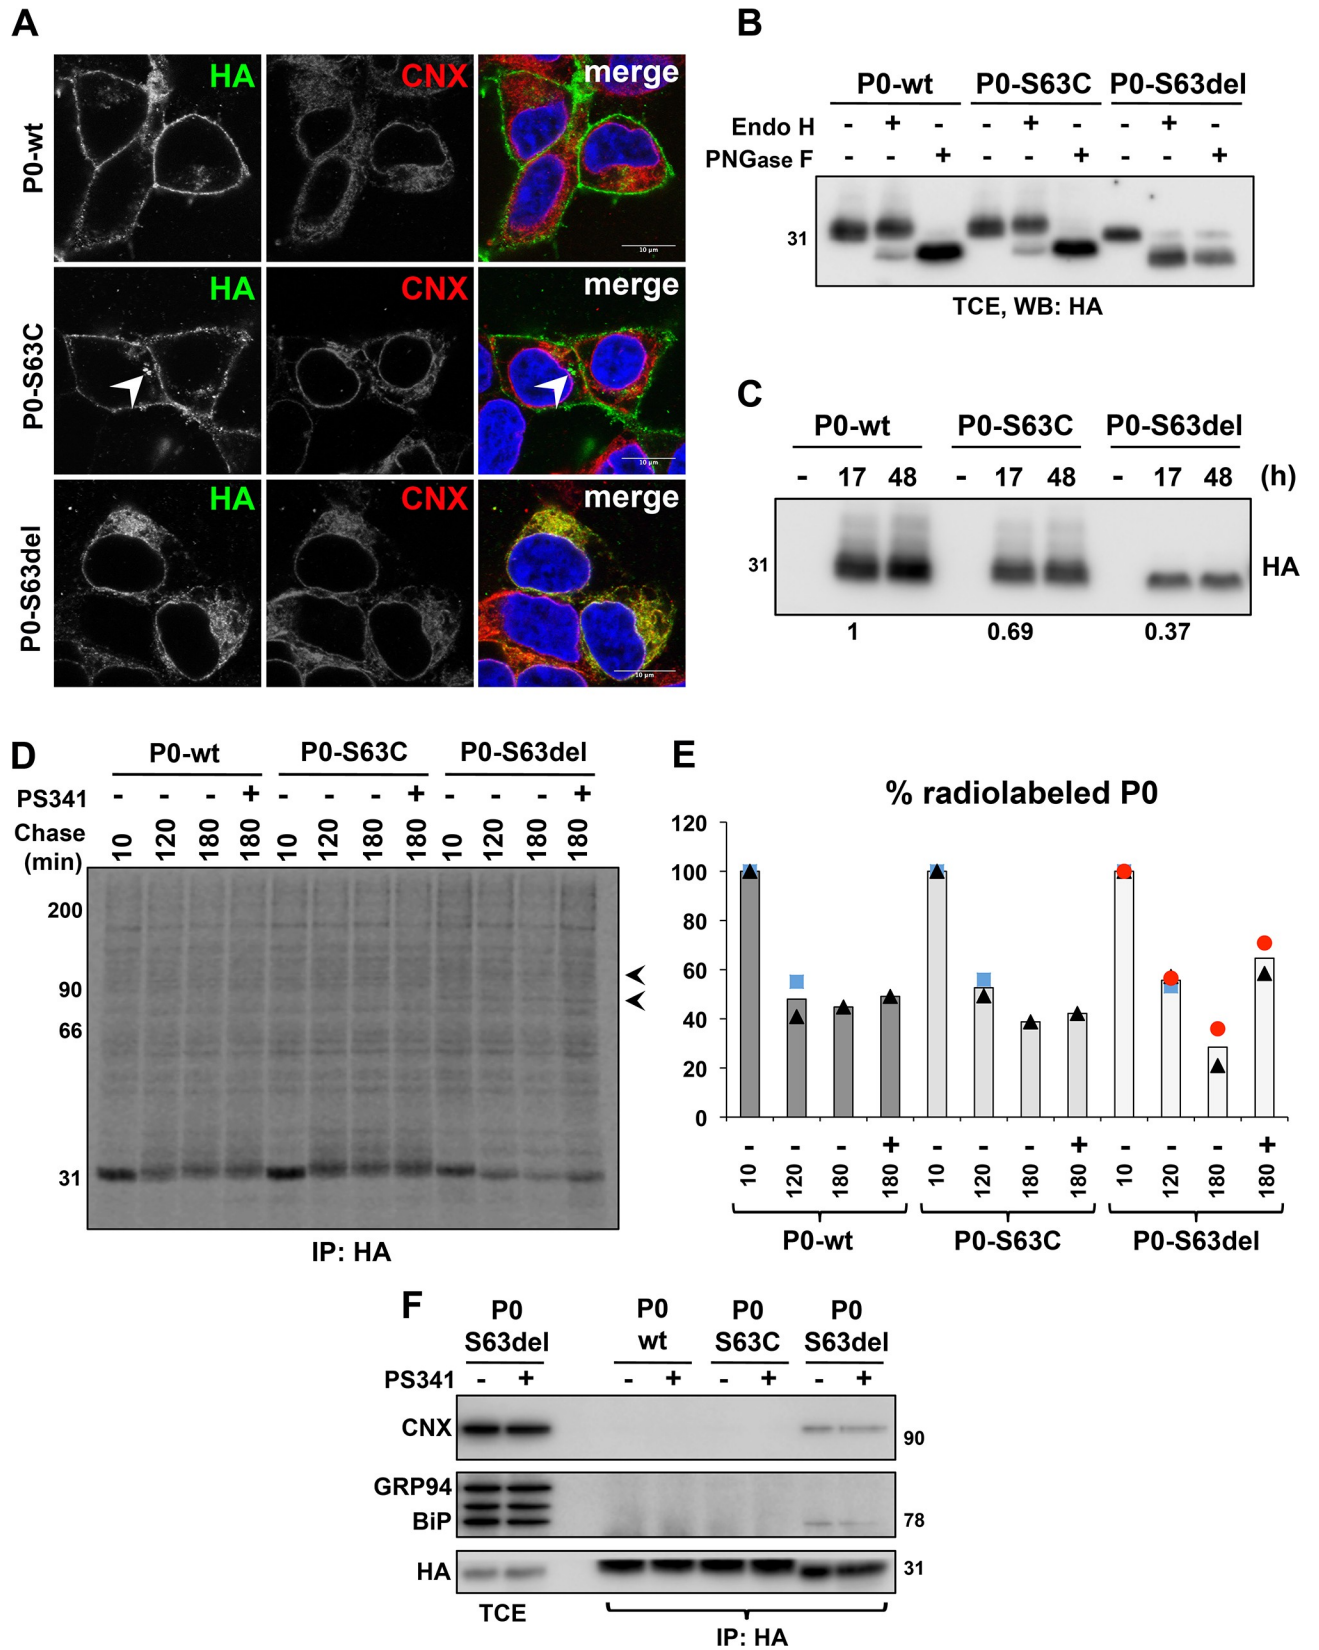 A
HA
CNX
merge
P0-wt
10 µm
HA
CNX
merge
P0-S63C
10 µm
HA
CNX
merge
P0-S63del
10 µm
B
P0-wt P0-S63C P0-S63del
Endo H - + - - + - - + -
PNGase F - - + - - + - - +
31
TCE, WB: HA
C
P0-wt P0-S63C P0-S63del
- 17 48 - 17 48 - 17 48 (h)
31
HA
1 0.69 0.37
D
P0-wt P0-S63C P0-S63del
PS341 - - - + - - - + - - - +
Chase
(min)
10 120 180 180 10 120 180 180 10 120 180 180
200
90
66
31
IP: HA
E
% radiolabeled P0
120
100
80
60
40
20
0
- - - + - - - + - - - +
10 120 180 180 10 120 180 180 10 120 180 180
P0-wt P0-S63C P0-S63del
F
P0 P0 P0 P0
S63del wt S63C S63del
PS341 - + - + - + - +
CNX
90
GRP94
BiP
78
HA
31
TCE
IP: HA